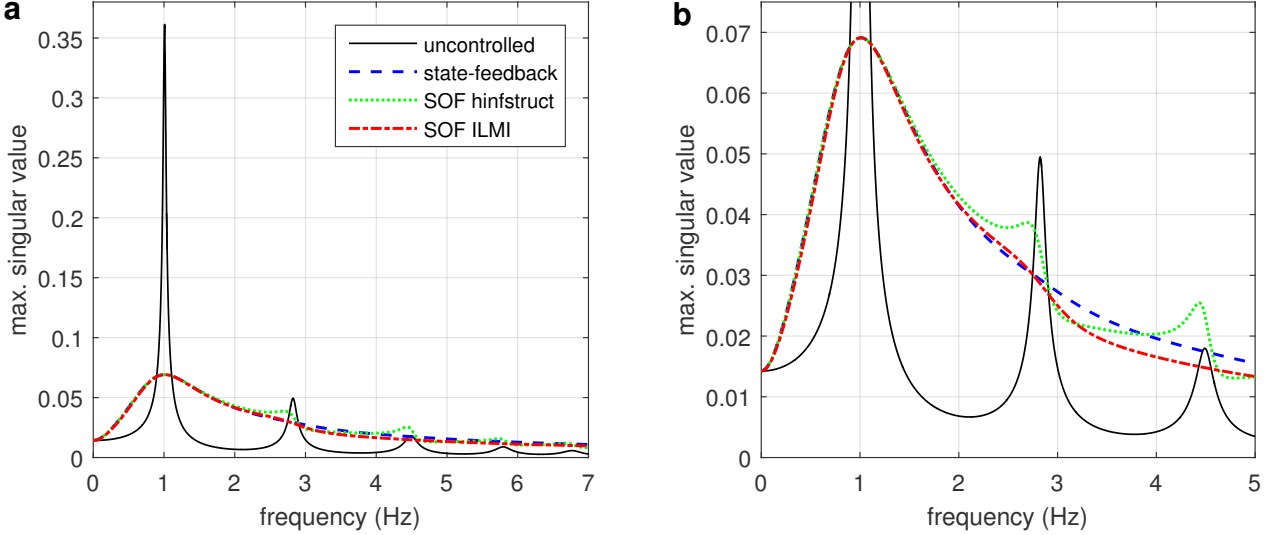 a
max. singular value
0.35
0.3
0.25
0.2
0.15
0.1
0.05
0
0 1 2 3 4 5 6 7
frequency (Hz)
uncontrolled
state-feedback
SOF hinfstruct
SOF ILMI
b
max. singular value
0.07
0.06
0.05
0.04
0.03
0.02
0.01
0
0 1 2 3 4 5
frequency (Hz)